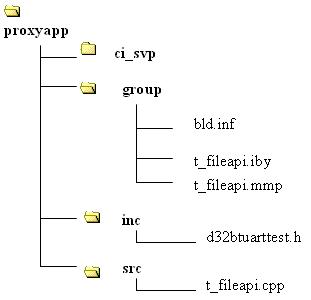 proxyapp
ci_svp
group
bld.inf
t_fileapi.iby
t_fileapi.mmp
inc
d32btuarttest.h
src
t_fileapi.cpp